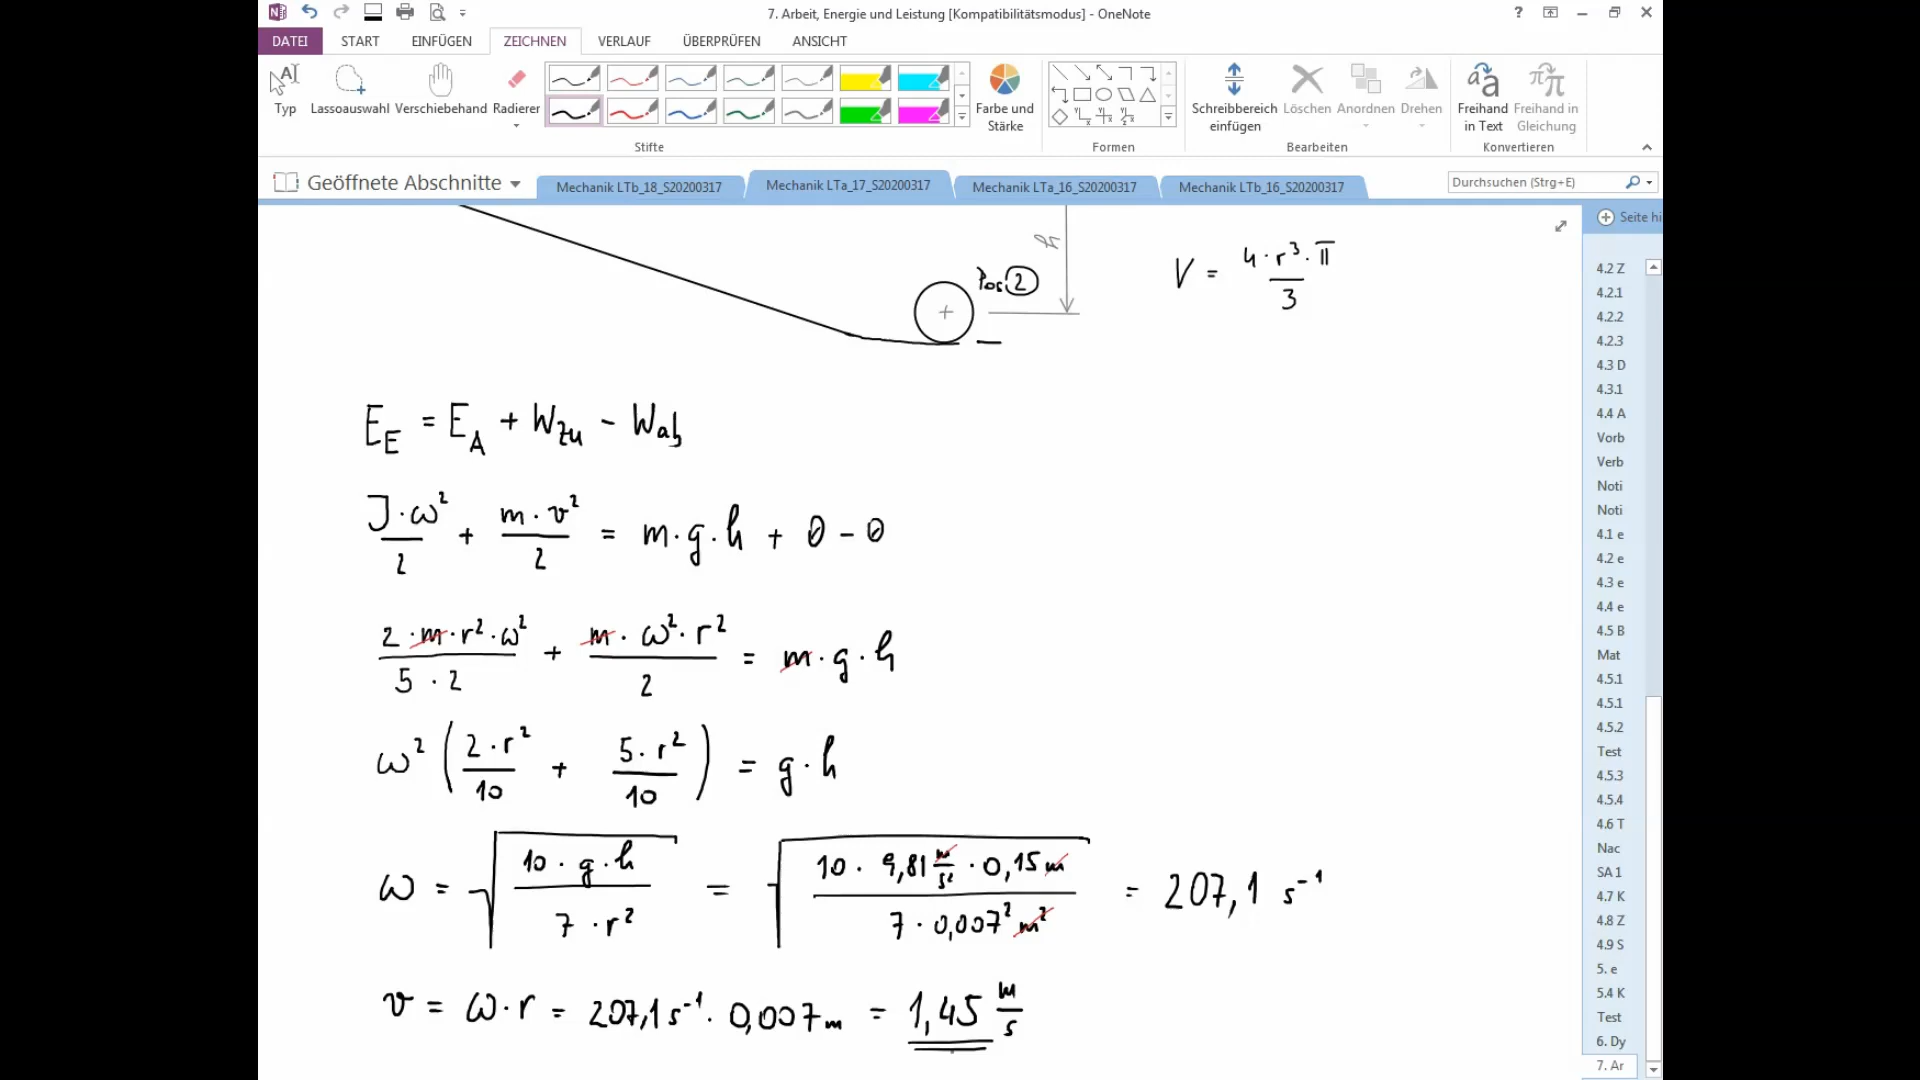 7. Arbeit, Energie und Leistung [Kompatibilitätsmodus] - OneNote
DATEI START EINFÜGEN ZEICHNEN VERLAUF ÜBERPRÜFEN ANSICHT
Typ Lassoauswahl Verschiebehand Radierer Farbe und Stärke Schreibbereich einfügen Löschen Anordnen Drehen Freihand in Text Freihand in Gleichung
Stifte Formen Bearbeiten Konvertieren
Geöffnete Abschnitte Mechanik LTb_18_S20200317 Mechanik LTa_17_S20200317 Mechanik LTa_16_S20200317 Mechanik LTb_16_S20200317 Durchsuchen (Strg+E)
Seite hi
Pos 2
V = 4 · r³ · π / 3
E_E = E_A + W_zu - W_ab
J · ω² / 2 + m · v² / 2 = m · g · h + 0 - 0
2 · m · r² · ω² / 5 · 2 + m · ω² · r² / 2 = m · g · h
ω² ( 2 · r² / 10 + 5 · r² / 10 ) = g · h
ω = √(10 · g · h / 7 · r²) = √(10 · 9,81 m/s² · 0,15 m / 7 · 0,007² m²) = 207,1 s⁻¹
v = ω · r = 207,1 s⁻¹ · 0,007 m = 1,45 m/s
4.2 Z
4.2.1
4.2.2
4.2.3
4.3 D
4.3.1
4.4 A
Vorb
Verb
Noti
Noti
4.1 e
4.2 e
4.3 e
4.4 e
4.5 B
Mat
4.5.1
4.5.1
4.5.2
Test
4.5.3
4.5.4
4.6 T
Nac
SA 1
4.7 K
4.8 Z
4.9 S
5. e
5.4 K
Test
6. Dy
7. Ar